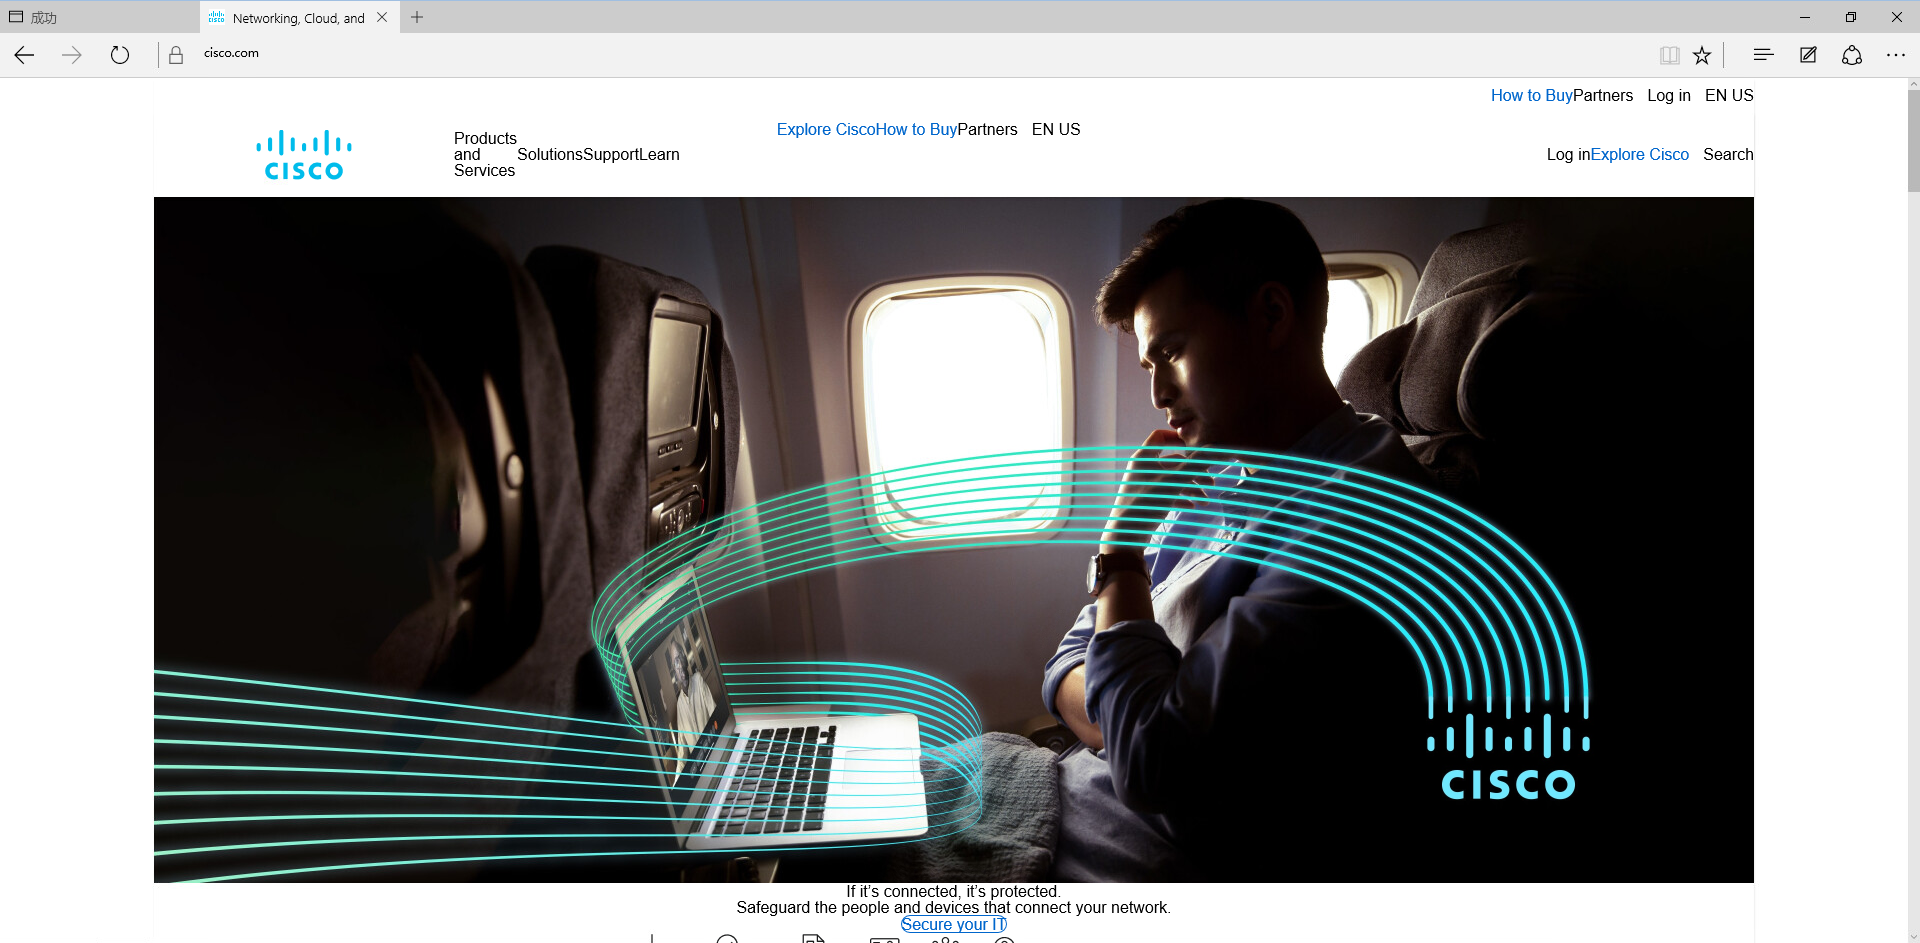 成功
Networking, Cloud, and
cisco.com
How to BuyPartners Log in EN US
CISCO
Products and Services
SolutionsSupportLearn
Explore CiscoHow to BuyPartners EN US
Log inExplore Cisco Search
CISCO
If it's connected, it's protected.
Safeguard the people and devices that connect your network.
Secure your IT